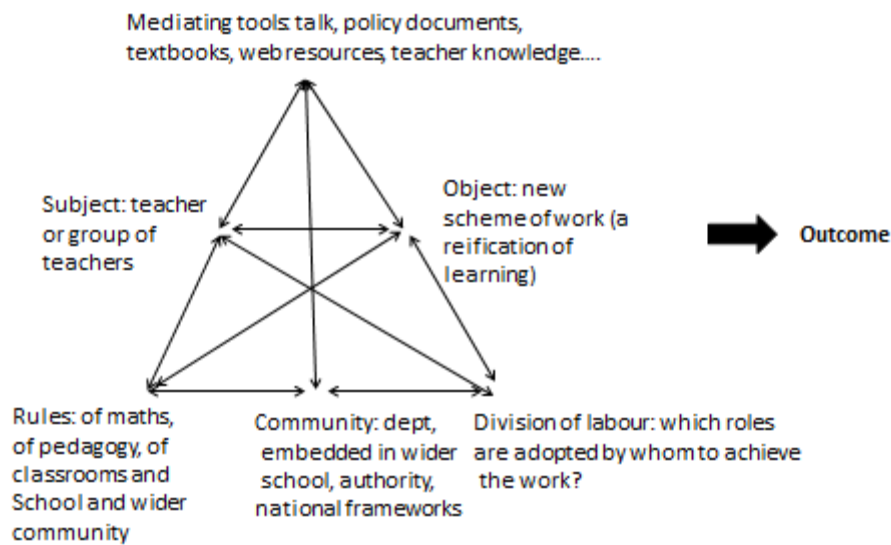 Mediating tools: talk, policy documents,
textbooks, web resources, teacher knowledge....
Subject: teacher
or group of
teachers
Object: new
scheme of work (a
reification of
learning)
Outcome
Rules: of maths,
of pedagogy, of
classrooms and
School and wider
community
Community: dept,
embedded in wider
school, authority,
national frameworks
Division of labour: which roles
are adopted by whom to achieve
the work?